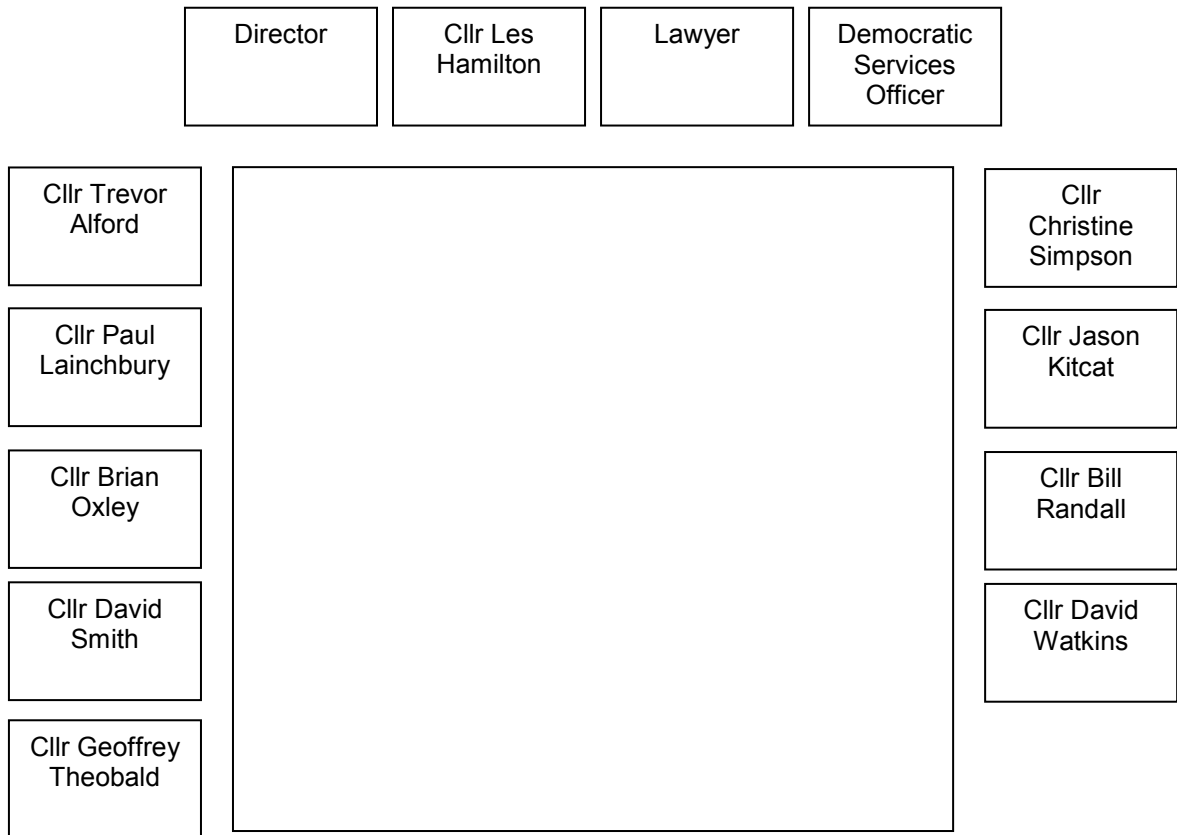 Director
Cllr Les
Hamilton
Lawyer
Democratic
Services
Officer
Cllr Trevor
Alford
Cllr
Christine
Simpson
Cllr Paul
Lainchbury
Cllr Jason
Kitcat
Cllr Brian
Oxley
Cllr Bill
Randall
Cllr David
Smith
Cllr David
Watkins
Cllr Geoffrey
Theobald